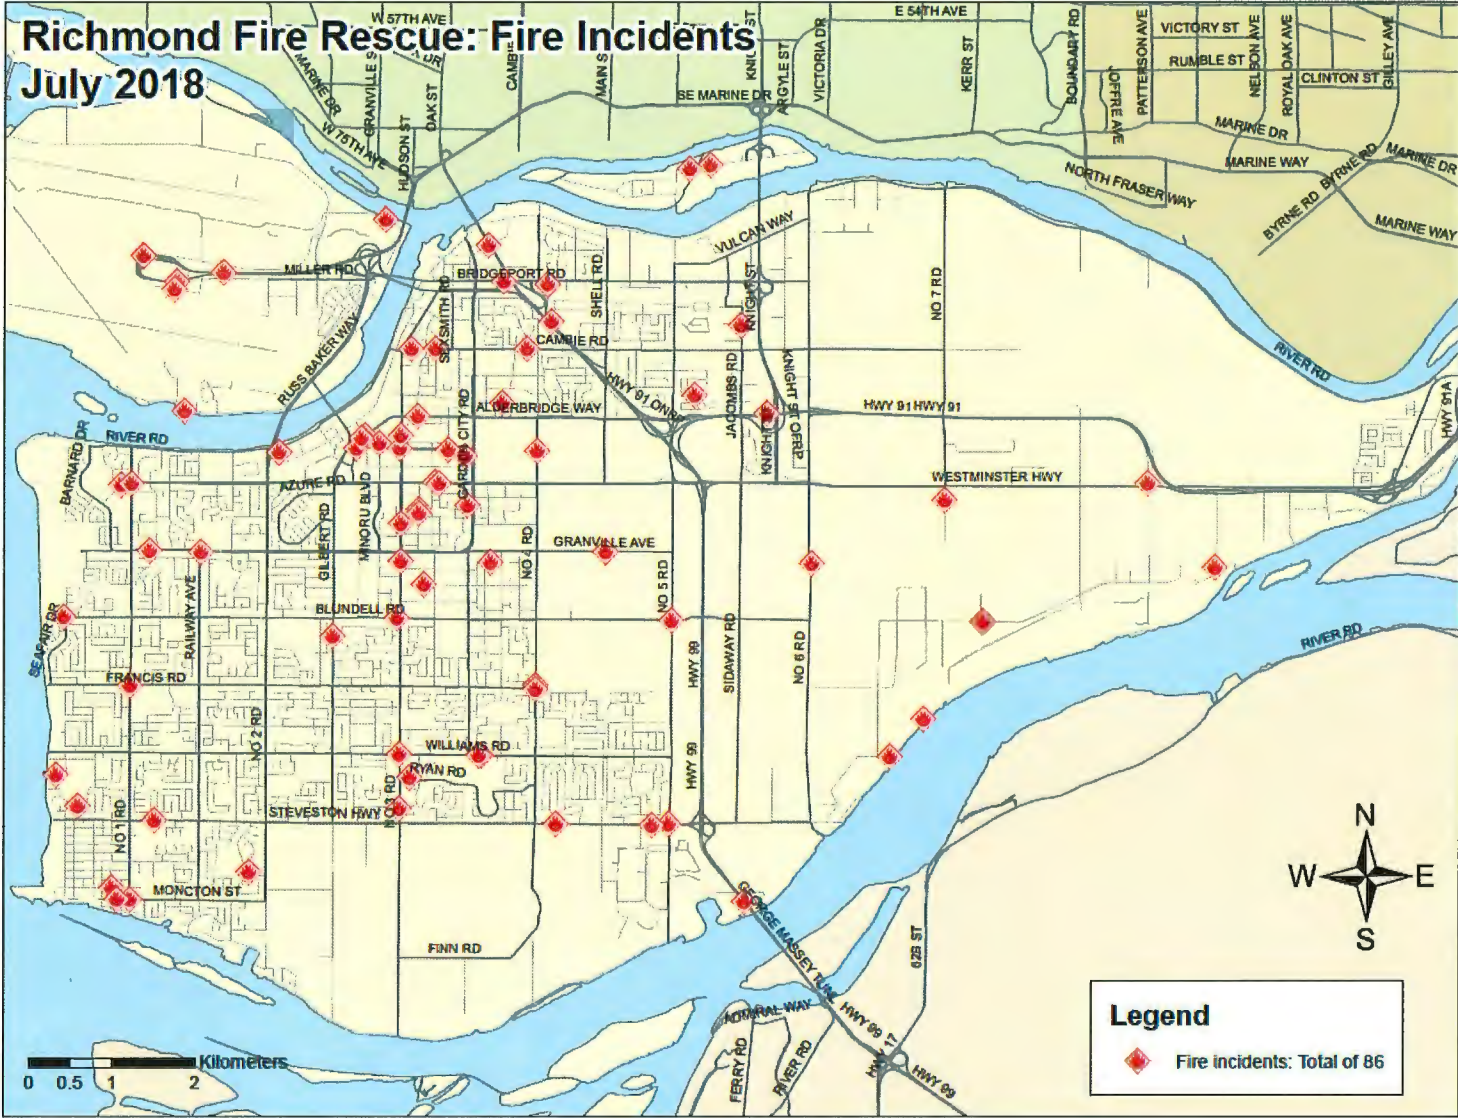 Richmond Fire Rescue: Fire Incidents
July 2018
W 57TH AVE
E 54TH AVE
KNIGHT ST
ARGYLE ST
VICTORIA DR
KERR ST
BOUNDARY RD
JOFFRE AVE
PATTERSON AVE
VICTORY ST
RUMBLE ST
NELSON AVE
ROYAL OAK AVE
CLINTON ST
GILLEY AVE
MARINE DR
GRANVILLE S
OAK ST
CAMBIE
MAIN S
SE MARINE DR
W 75TH AVE
HUDSON ST
MARINE DR
MARINE WAY
MARINE DR
NORTH FRASER WAY
BYRNE RD
BYRNE RD
MARINE WAY
VULCAN WAY
MILLER RD
BRIDGEPORT RD
SHELL RD
KNIGHT ST
NO 7 RD
SEXSMITH RD
CAMBIE RD
RUSS BAKER WAY
RIVER RD
HWY 91 ONRP
JACOMBS RD
KNIGHT ST OFRP
KNIGHT
ALDERBRIDGE WAY
HWY 91 HWY 91
HWY 91A
GARDEN CITY RD
RIVER RD
BARNARD DR
AZURE RD
WESTMINSTER HWY
GILBERT RD
MINORU BLVD
NO 4 RD
GRANVILLE AVE
NO 5 RD
RAILWAY AVE
BLUNDELL RD
SEAFAIR DR
SIDAWAY RD
NO 6 RD
RIVER RD
HWY 99
FRANCIS RD
NO 2 RD
WILLIAMS RD
RYAN RD
HWY 99
NO 1 RD
NO 3 RD
STEVESTON HWY
MONCTON ST
FINN RD
GEORGE MASSEY TUNL
62B ST
ADMIRAL WAY
HWY 99
HWY 17
HWY 99
FERRY RD
RIVER RD
N
W E
S
Legend
Fire incidents: Total of 86
Kilometers
0 0.5 1 2